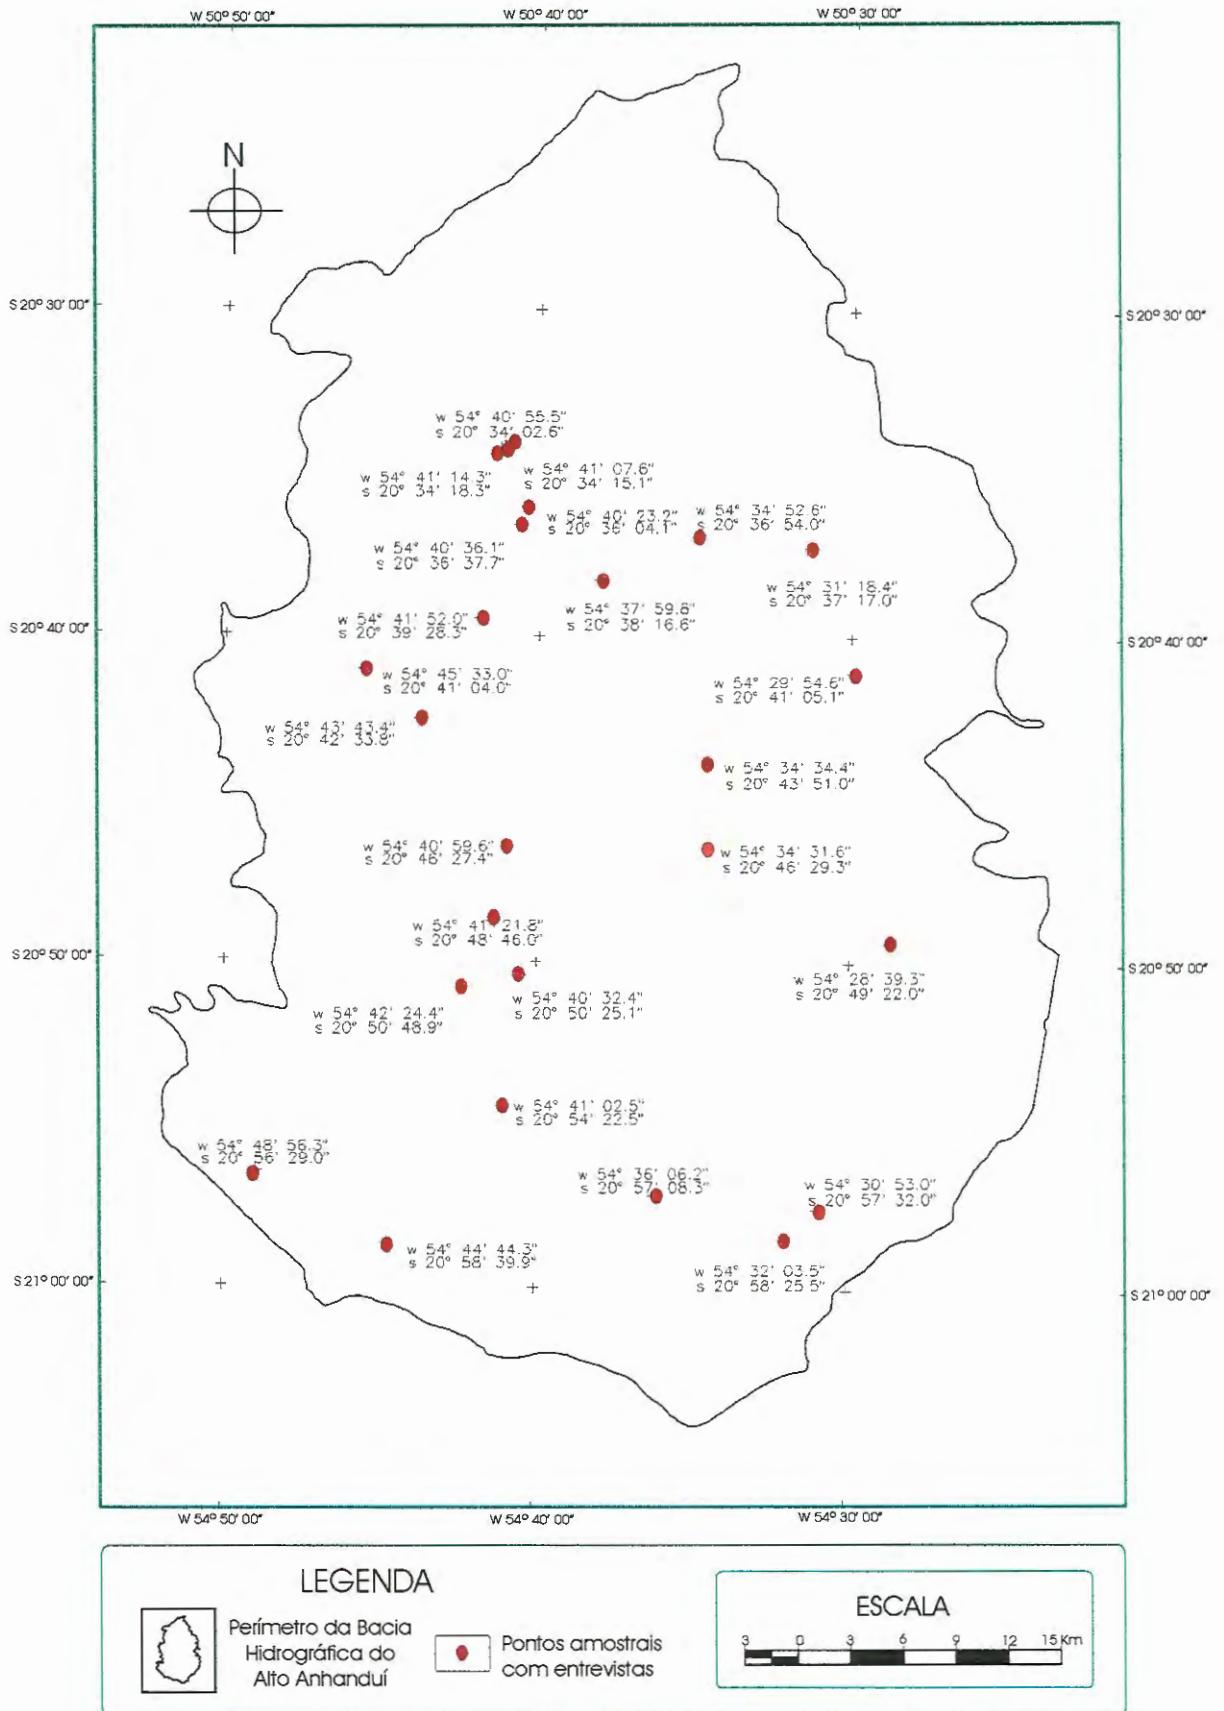 W 50° 50' 00"
W 50° 40' 00"
W 50° 30' 00"
N
S 20° 30' 00"
S 20° 30' 00"
w 54° 40' 55.5"
s 20° 34' 02.6"
w 54° 41' 14.3"
s 20° 34' 18.3"
w 54° 41' 07.6"
s 20° 34' 15.1"
w 54° 40' 23.2"
s 20° 36' 04.1"
w 54° 34' 52.6"
s 20° 36' 54.0"
w 54° 40' 36.1"
s 20° 36' 37.7"
w 54° 31' 18.4"
s 20° 37' 17.0"
w 54° 37' 59.8"
s 20° 38' 16.6"
w 54° 41' 52.0"
s 20° 39' 28.3"
S 20° 40' 00"
S 20° 40' 00"
w 54° 45' 33.0"
s 20° 41' 04.0"
w 54° 29' 54.6"
s 20° 41' 05.1"
w 54° 43' 43.4"
s 20° 42' 33.8"
w 54° 34' 34.4"
s 20° 43' 51.0"
w 54° 40' 59.6"
s 20° 46' 27.4"
w 54° 34' 31.6"
s 20° 46' 29.3"
w 54° 41' 21.8"
s 20° 48' 46.0"
S 20° 50' 00"
S 20° 50' 00"
w 54° 28' 39.3"
s 20° 49' 22.0"
w 54° 40' 32.4"
s 20° 50' 25.1"
w 54° 42' 24.4"
s 20° 50' 48.9"
w 54° 41' 02.5"
s 20° 54' 22.5"
w 54° 48' 56.3"
s 20° 56' 29.0"
w 54° 36' 06.2"
s 20° 57' 08.3"
w 54° 30' 53.0"
s 20° 57' 32.0"
w 54° 44' 44.3"
s 20° 58' 39.9"
w 54° 32' 03.5"
s 20° 58' 25.5"
S 21° 00' 00"
S 21° 00' 00"
W 54° 50' 00"
W 54° 40' 00"
W 54° 30' 00"
LEGENDA
Perímetro da Bacia
Hidrográfica do
Alto Anhanduí
Pontos amostrais
com entrevistas
ESCALA
3 0 3 6 9 12 15 Km